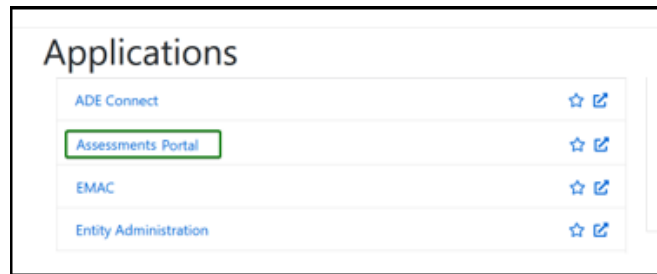 Applications
ADE Connect
Assessments Portal
EMAC
Entity Administration